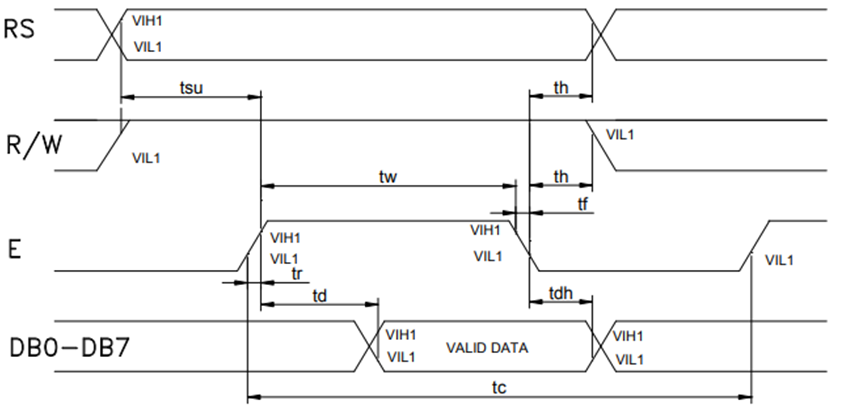 RS
VIH1
VIL1
tsu
th
R/W
VIL1
VIL1
tw
th
tf
E
VIH1
VIL1
VIH1
VIL1
VIL1
tr
td
tdh
DB0-DB7
VIH1
VIL1
VALID DATA
VIH1
VIL1
tc